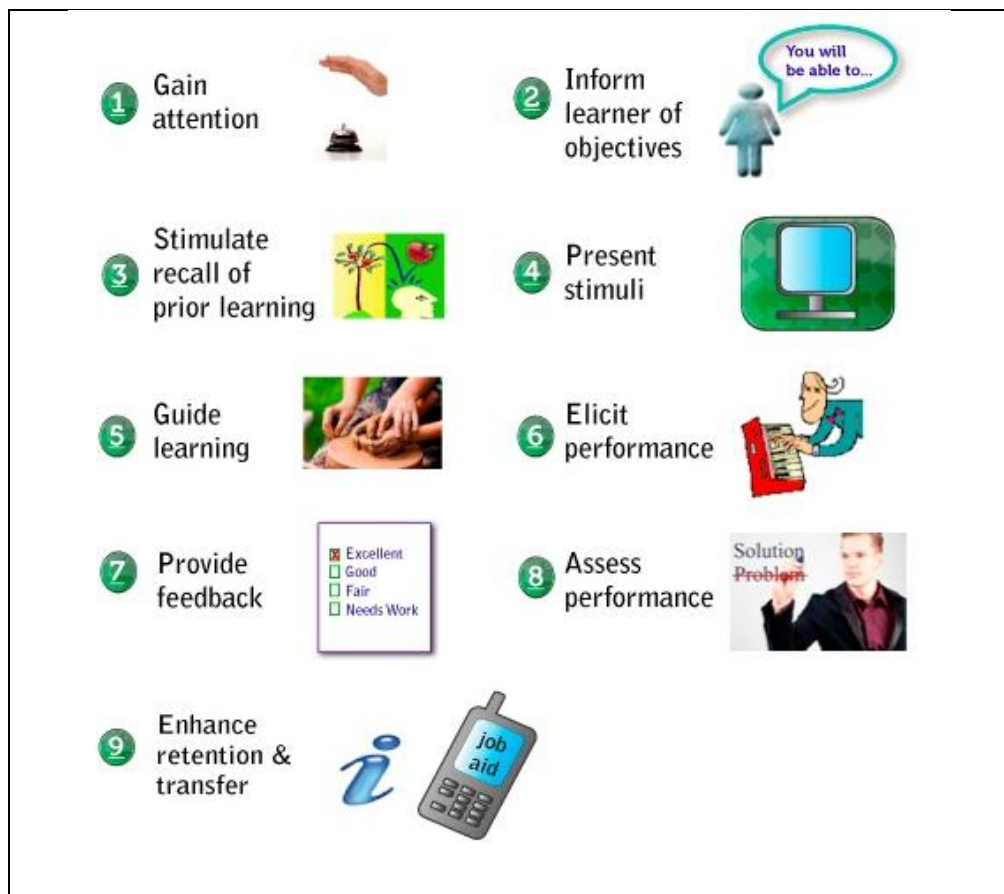 1
Gain
attention
2
Inform
learner of
objectives
You will
be able to...
3
Stimulate
recall of
prior learning
4
Present
stimuli
5
Guide
learning
6
Elicit
performance
7
Provide
feedback
X Excellent
Good
Fair
Needs Work
8
Assess
performance
Solution
Problem
9
Enhance
retention &
transfer
i
job
aid